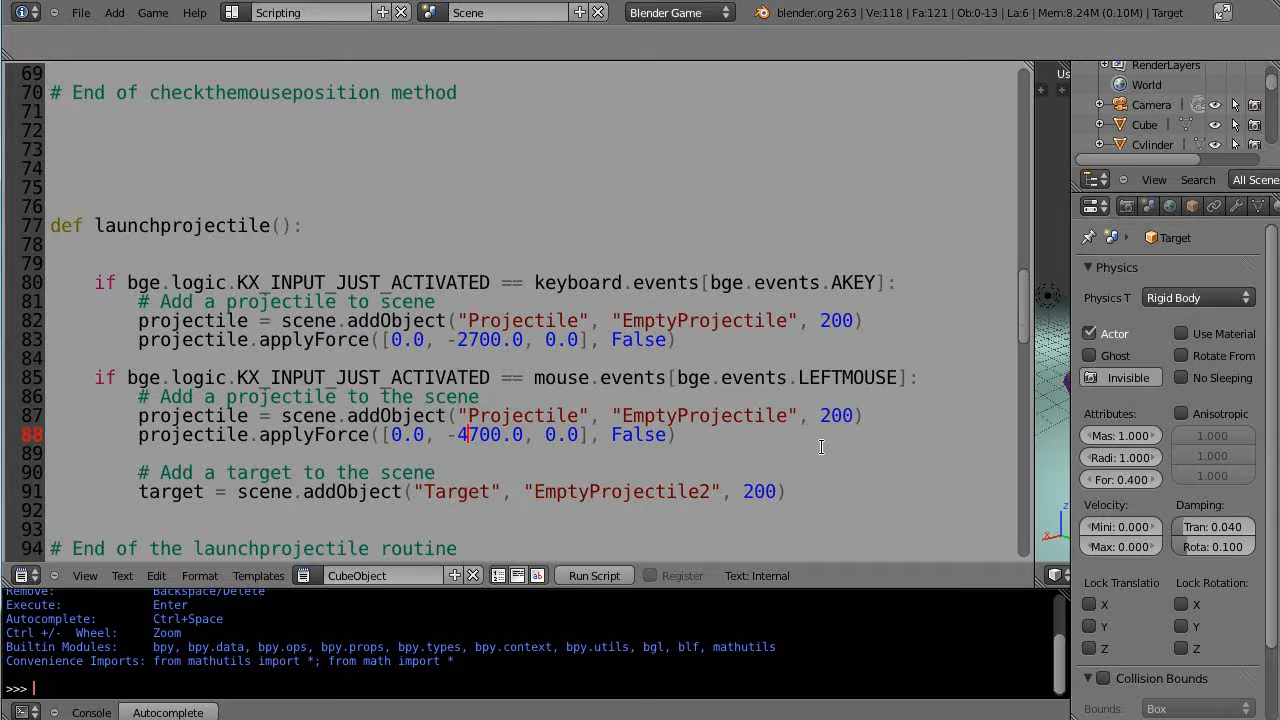 File Add Render Game Help Scripting Scene Blender Game blender.org 263 | Ve:118 | Fa:121 | Ob:0-13 | La:6 | Mem:8.24M (0.10M) | Target
69
70 # End of checkthemouseposition method
71
72
73
74
75
76
77 def launchprojectile():
78
79
80 if bge.logic.KX_INPUT_JUST_ACTIVATED == keyboard.events[bge.events.AKEY]:
81 # Add a projectile to scene
82 projectile = scene.addObject("Projectile", "EmptyProjectile", 200)
83 projectile.applyForce([0.0, -2700.0, 0.0], False)
84
85 if bge.logic.KX_INPUT_JUST_ACTIVATED == mouse.events[bge.events.LEFTMOUSE]:
86 # Add a projectile to the scene
87 projectile = scene.addObject("Projectile", "EmptyProjectile", 200)
88 projectile.applyForce([0.0, -4700.0, 0.0], False)
89
90 # Add a target to the scene
91 target = scene.addObject("Target", "EmptyProjectile2", 200)
92
93
94 # End of the launchprojectile routine
View Text Edit Format Templates CubeObject Run Script Register Text: Internal
Remove: Backspace/Delete
Execute: Enter
Autocomplete: Ctrl+Space
Ctrl +/- Wheel: Zoom
Builtin Modules: bpy, bpy.data, bpy.ops, bpy.props, bpy.types, bpy.context, bpy.utils, bgl, blf, mathutils
Convenience Imports: from mathutils import *; from math import *
>>>
Console Autocomplete
Us
RenderLayers
World
Camera
Cube
Cylinder
View Search All Scene
Target
Physics
Physics T Rigid Body
Actor Use Material
Ghost Rotate From
Invisible No Sleeping
Attributes: Anisotropic
Mas: 1.000 1.000
Radi: 1.000 1.000
For: 0.400 1.000
Velocity: Damping:
Mini: 0.000 Tran: 0.040
Max: 0.000 Rota: 0.100
Lock Translatio Lock Rotation:
X X
Y Y
Z Z
Collision Bounds
Bounds: Box
z
x